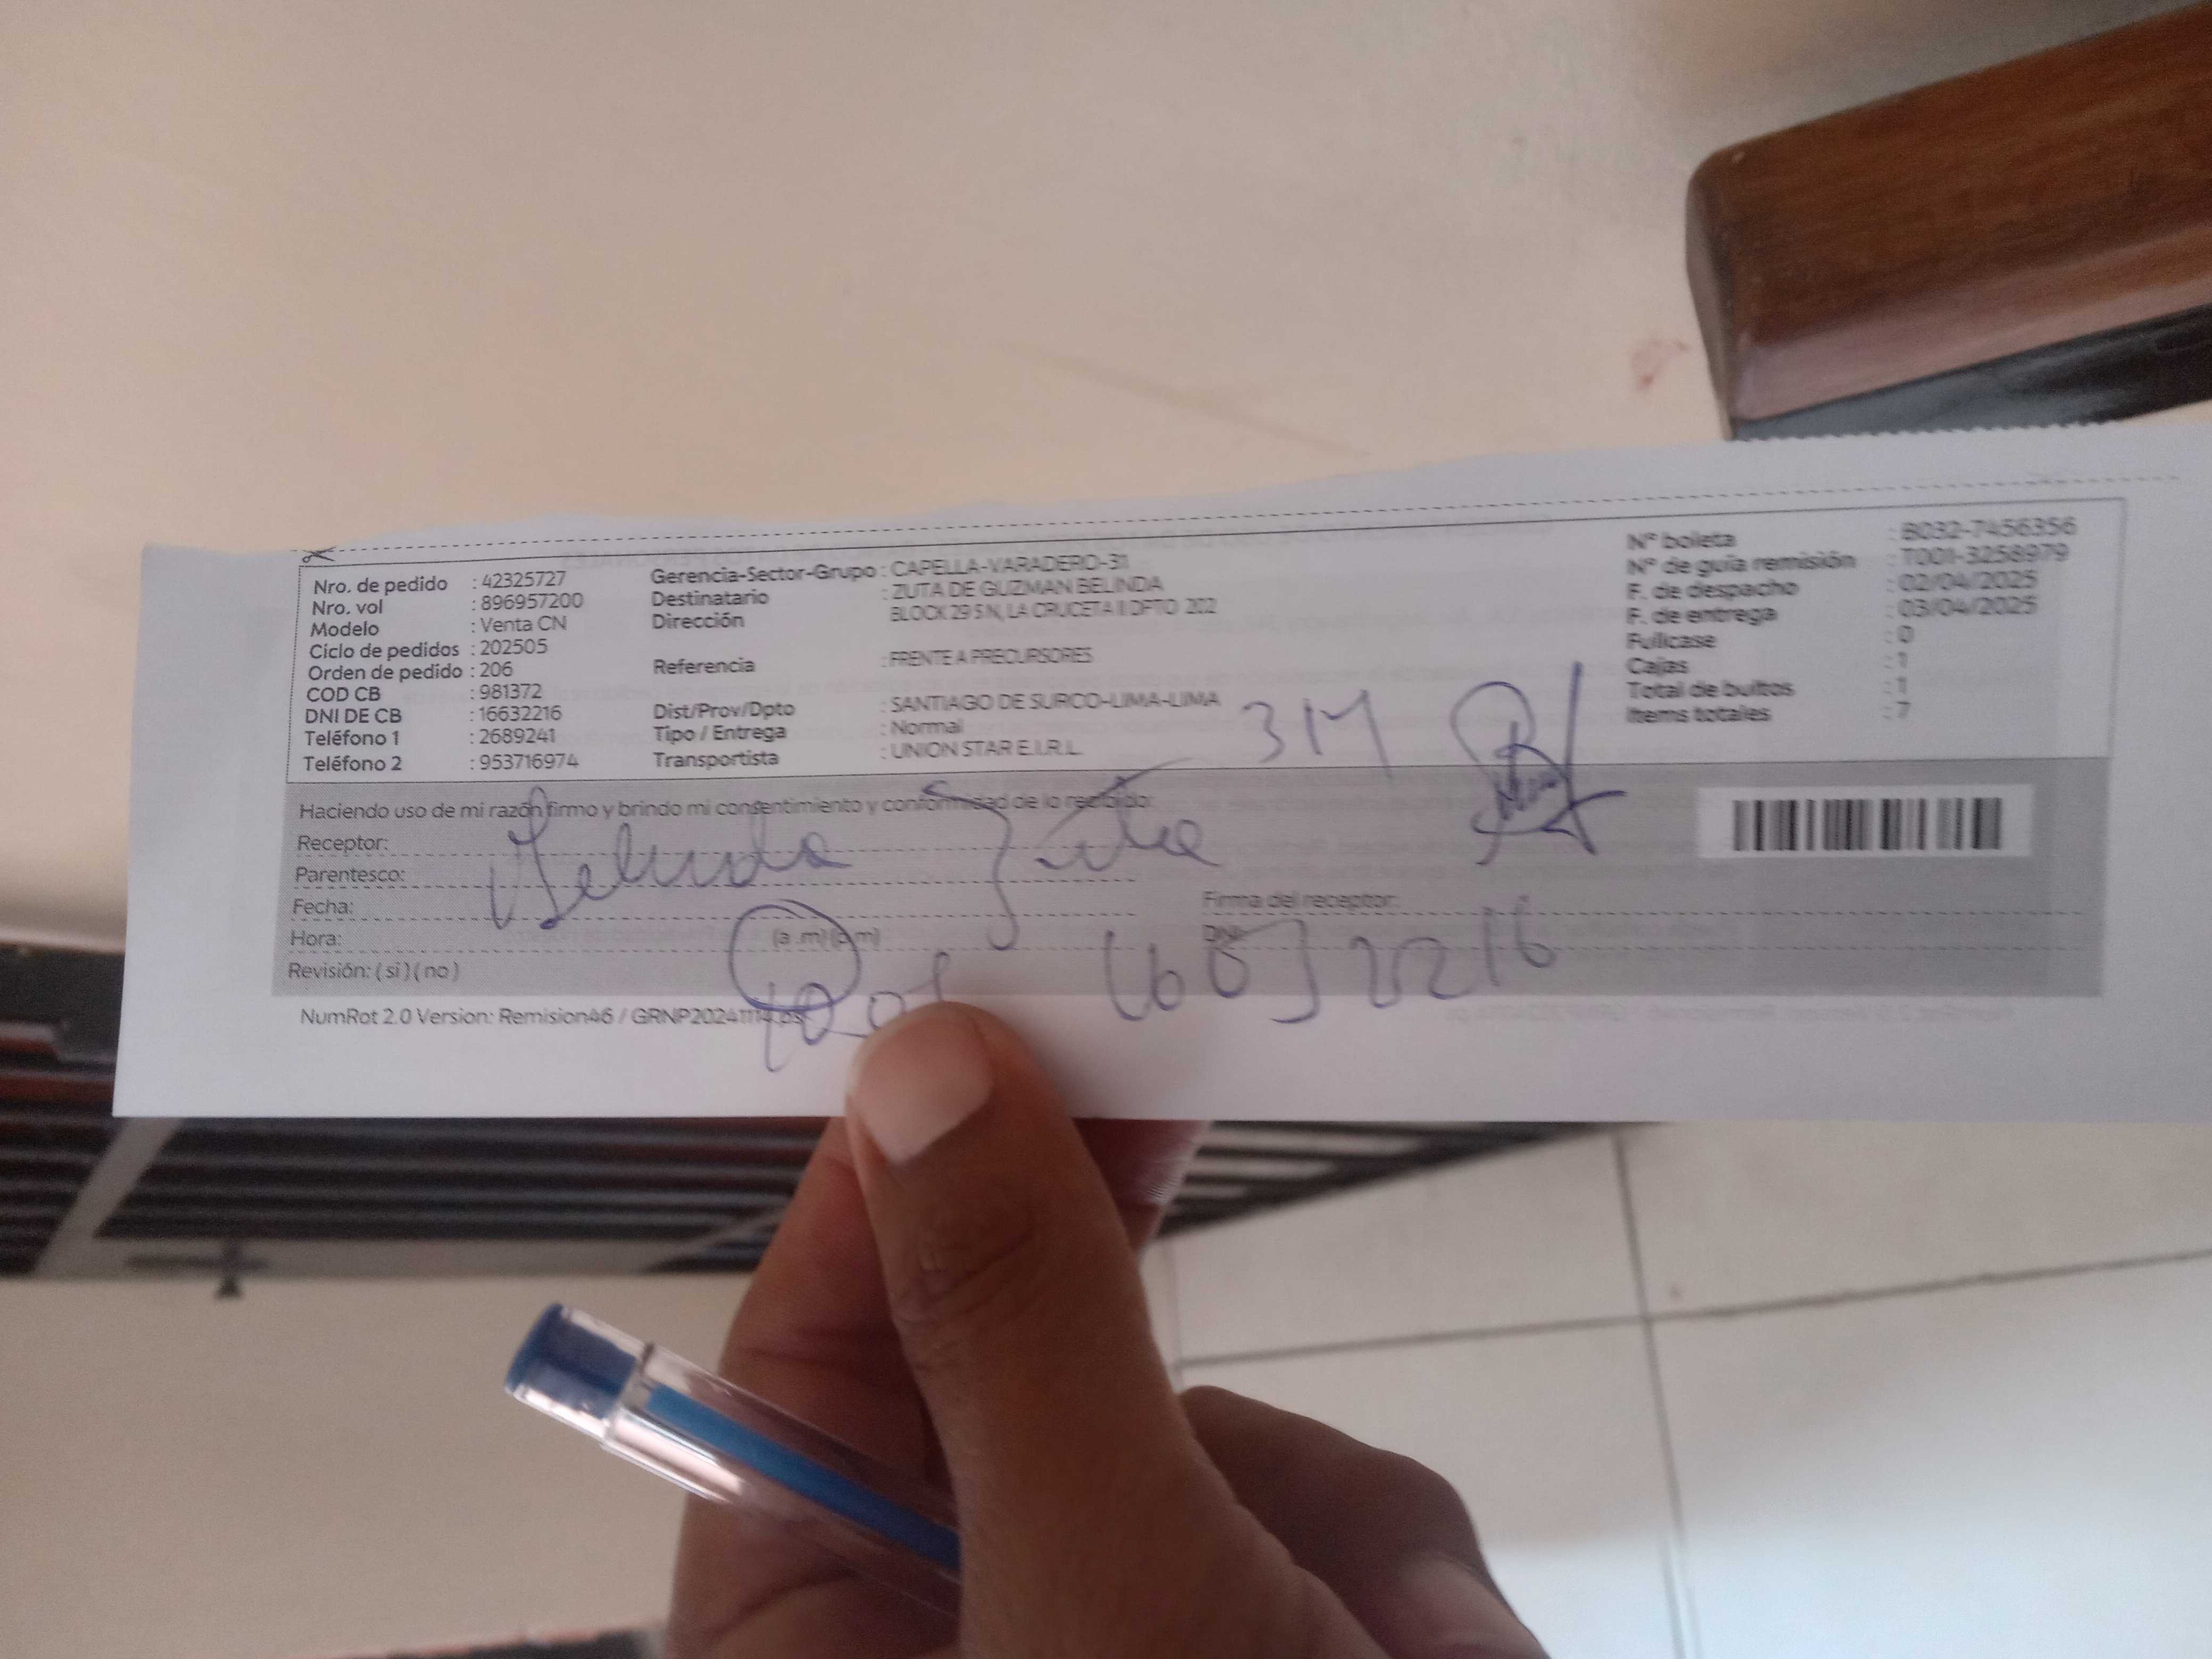 Nro. de pedido : 42325727
Nro. vol : 896957200
Modelo : Venta CN
Ciclo de pedidos : 202505
Orden de pedido : 206
COD CB : 981372
DNI DE CB : 16632216
Teléfono 1 : 2689241
Teléfono 2 : 953716974
Gerencia-Sector-Grupo : CAPELLA-VARADERO-31
Destinatario : ZUTA DE GUZMAN BELINDA
Dirección BLOCK 29 SN, LA CRUCETA II DPTO 202
Referencia : FRENTE A PRECURSORES
Dist/Prov/Dpto : SANTIAGO DE SURCO-LIMA-LIMA
Tipo / Entrega : Normal
Transportista : UNION STAR E.I.R.L.
N° boleta : B032-7456356
N° de guía remisión : T001-3258979
F. de despacho : 02/04/2025
F. de entrega : 03/04/2025
Fullcase : 0
Cajas : 1
Total de bultos : 1
Items totales : 7
3M
Haciendo uso de mi razón firmo y brindo mi consentimiento y conformidad de lo recibido:
Receptor: Belinda Zuta
Parentesco:
Fecha:
Firma del receptor:
Hora: (a .m) (p.m)
DNI: 16632216
Revisión: ( si ) ( no )
NumRot 2.0 Version: Remision46 / GRNP20241114.ps